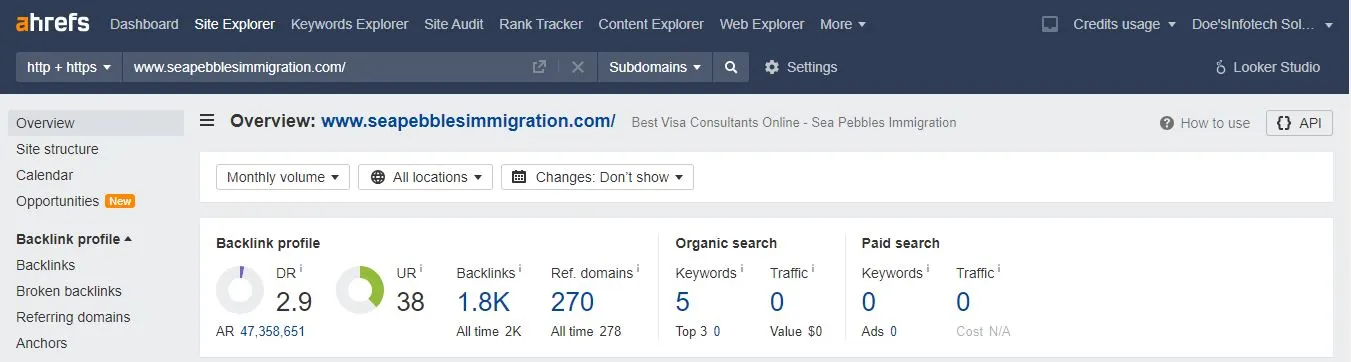 ahrefs Dashboard Site Explorer Keywords Explorer Site Audit Rank Tracker Content Explorer Web Explorer More Credits usage Doe'sInfotech Sol...
http + https www.seapebblesimmigration.com/ Subdomains Settings Looker Studio
Overview
Site structure
Calendar
Opportunities New
Backlink profile
Backlinks
Broken backlinks
Referring domains
Anchors
Overview: www.seapebblesimmigration.com/ Best Visa Consultants Online - Sea Pebbles Immigration ? How to use {} API
Monthly volume All locations Changes: Don't show
Backlink profile Organic search Paid search
DR i UR i Backlinks i Ref. domains i Keywords i Traffic i Keywords i Traffic i
2.9 38 1.8K 270 5 0 0 0
AR 47,358,651 All time 2K All time 278 Top 3 0 Value $0 Ads 0 Cost N/A